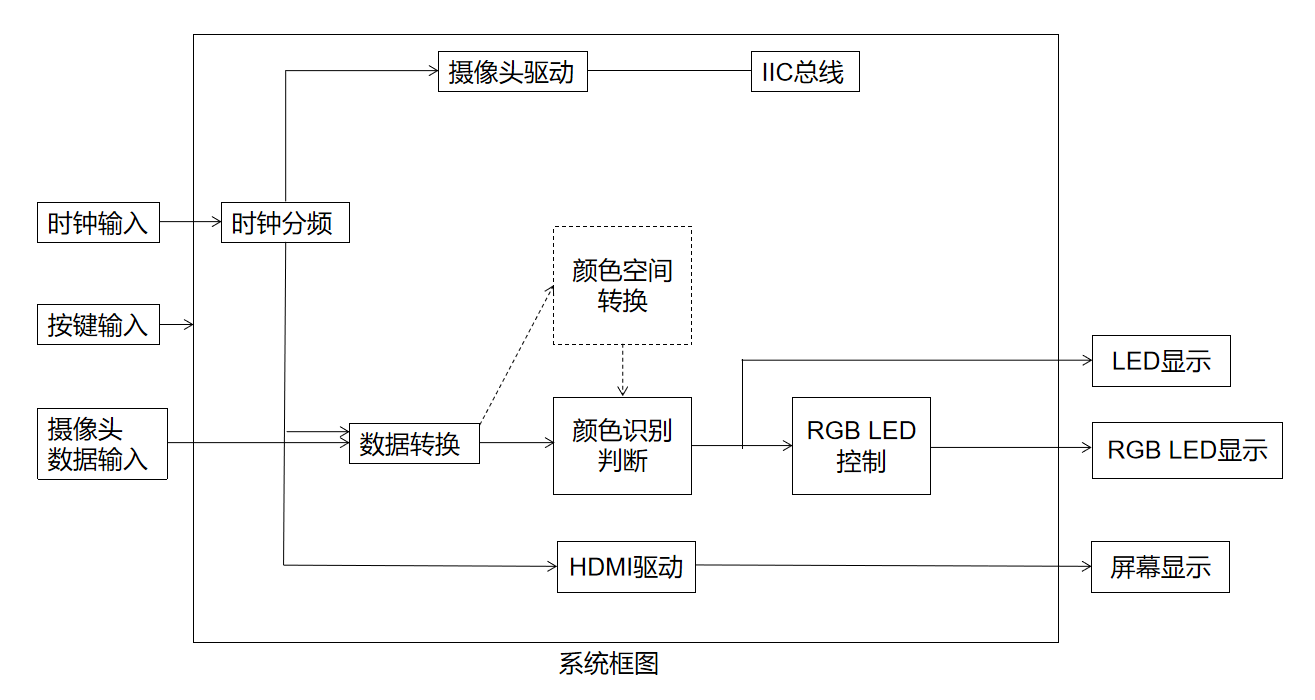 摄像头驱动
IIC总线
时钟输入
时钟分频
颜色空间
转换
按键输入
LED显示
摄像头
数据输入
数据转换
颜色识别
判断
RGB LED
控制
RGB LED显示
HDMI驱动
屏幕显示
系统框图